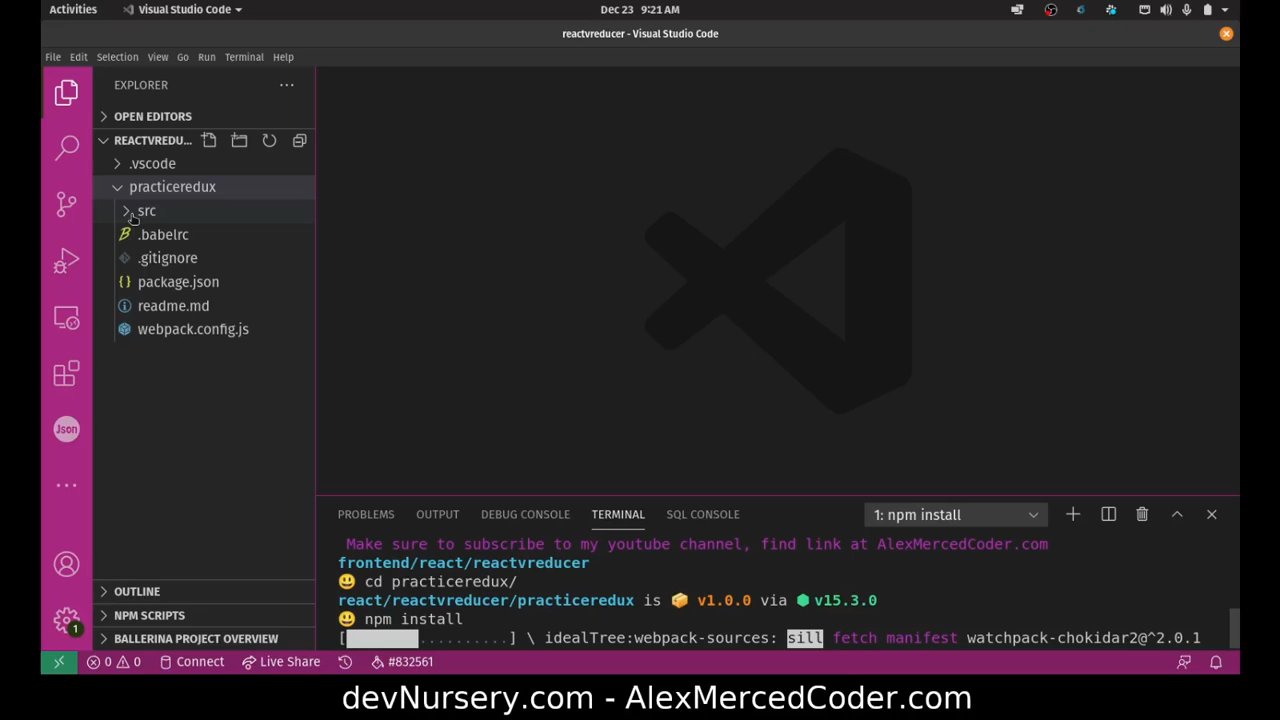 Activities Visual Studio Code Dec 23 9:21 AM
reactvreducer - Visual Studio Code
File Edit Selection View Go Run Terminal Help
EXPLORER
OPEN EDITORS
REACTVREDU...
.vscode
practiceredux
src
.babelrc
.gitignore
package.json
readme.md
webpack.config.js
Json
OUTLINE
NPM SCRIPTS
BALLERINA PROJECT OVERVIEW
1
PROBLEMS OUTPUT DEBUG CONSOLE TERMINAL SQL CONSOLE 1: npm install
Make sure to subscribe to my youtube channel, find link at AlexMercedCoder.com
frontend/react/reactvreducer
😃 cd practiceredux/
react/reactvreducer/practiceredux is 📦 v1.0.0 via ⬢ v15.3.0
😃 npm install
[ ..........] \ idealTree:webpack-sources: sill fetch manifest watchpack-chokidar2@^2.0.1
0 0 Connect Live Share #832561
devNursery.com - AlexMercedCoder.com